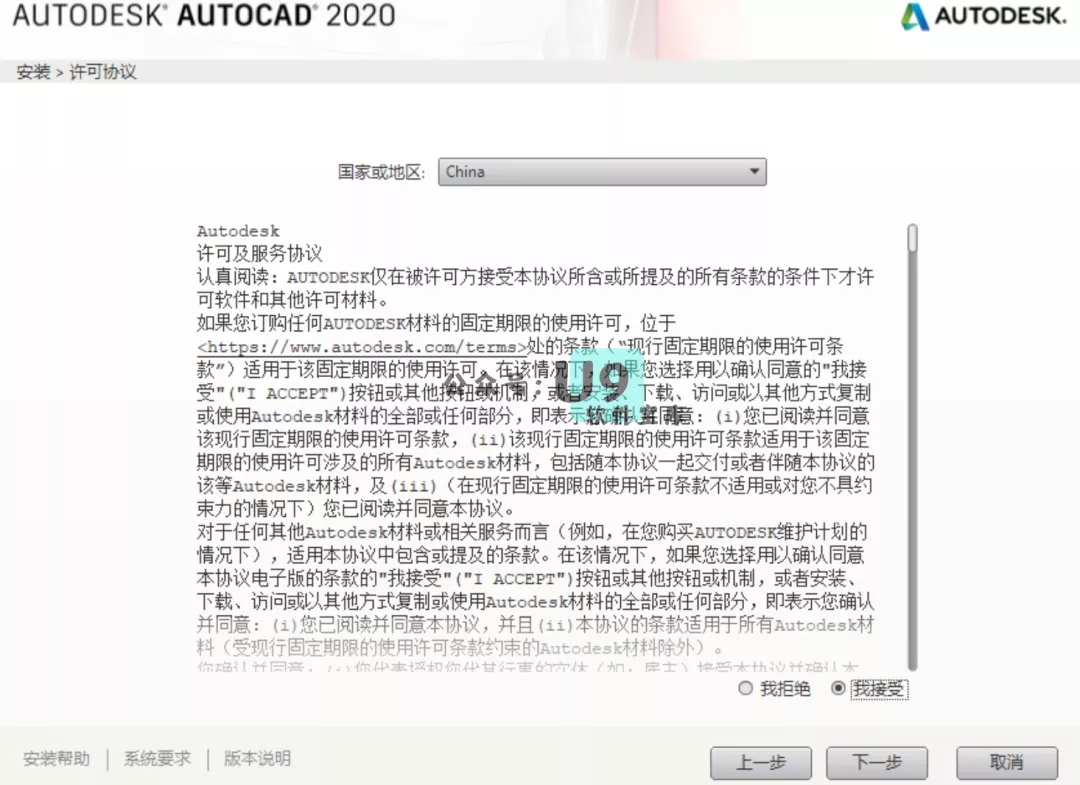 AUTODESK® AUTOCAD® 2020
AUTODESK.
安装 > 许可协议
国家或地区:
China
Autodesk
许可及服务协议
认真阅读：AUTODESK仅在被许可方接受本协议所含或所提及的所有条款的条件下才许
可软件和其他许可材料。
如果您订购任何AUTODESK材料的固定期限的使用许可，位于
<https://www.autodesk.com/terms>处的条款（“现行固定期限的使用许可条
款”）适用于该固定期限的使用许可。在该情况下，如果您选择用以确认同意的"我接
受"("I ACCEPT")按钮或其他按钮或机制，或者安装、下载、访问或以其他方式复制
或使用Autodesk材料的全部或任何部分，即表示您确认并同意：(i)您已阅读并同意
该现行固定期限的使用许可条款，(ii)该现行固定期限的使用许可条款适用于该固定
期限的使用许可涉及的所有Autodesk材料，包括随本协议一起交付或者伴随本协议的
该等Autodesk材料，及(iii)（在现行固定期限的使用许可条款不适用或对您不具约
束力的情况下）您已阅读并同意本协议。
对于任何其他Autodesk材料或相关服务而言（例如，在您购买AUTODESK维护计划的
情况下），适用本协议中包含或提及的条款。在该情况下，如果您选择用以确认同意
本协议电子版的条款的"我接受"("I ACCEPT")按钮或其他按钮或机制，或者安装、
下载、访问或以其他方式复制或使用Autodesk材料的全部或任何部分，即表示您确认
并同意：(i)您已阅读并同意本协议，并且(ii)本协议的条款适用于所有Autodesk材
料（受现行固定期限的使用许可条款约束的Autodesk材料除外）。
您确认并同意：(i)您代表授权您代其行事的实体（如：雇主）接受本协议并确认本
公众号：U9
软件宝库
我拒绝
我接受
安装帮助 | 系统要求 | 版本说明
上一步
下一步
取消